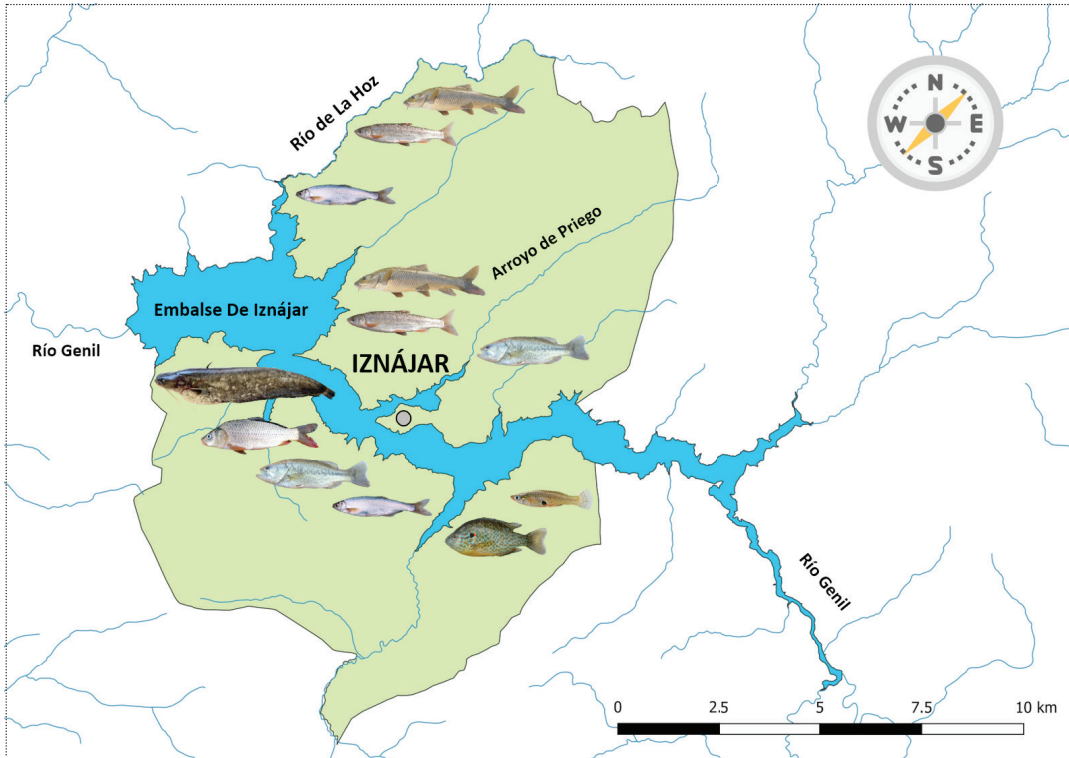 Río de La Hoz
N
W E
S
Arroyo de Priego
Embalse De Iznájar
Río Genil
IZNÁJAR
Río Genil
0 2.5 5 7.5 10 km